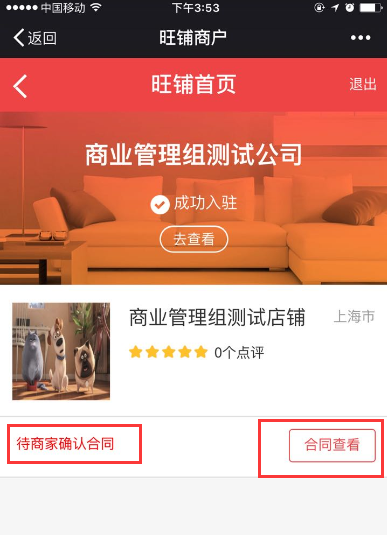 中国移动 下午3:53
返回 旺铺商户
旺铺首页 退出
商业管理组测试公司
成功入驻
去查看
商业管理组测试店铺 上海市
0个点评
待商家确认合同 合同查看